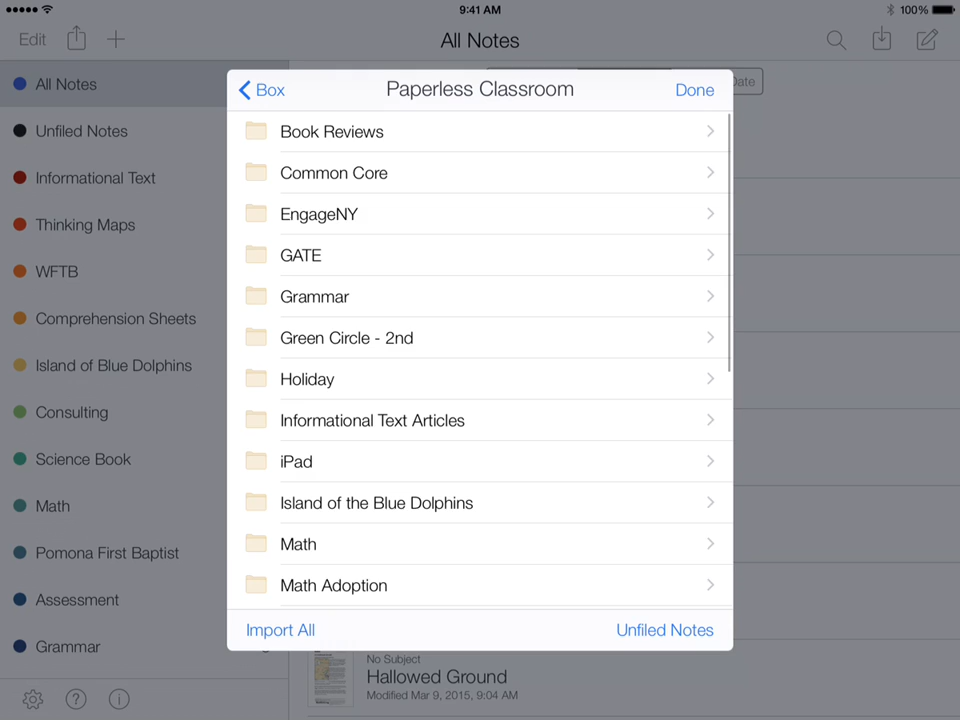 9:41 AM
100%
Edit
All Notes
All Notes
Unfiled Notes
Informational Text
Thinking Maps
WFTB
Comprehension Sheets
Island of Blue Dolphins
Consulting
Science Book
Math
Pomona First Baptist
Assessment
Grammar
Date
Box
Paperless Classroom
Done
Book Reviews
Common Core
EngageNY
GATE
Grammar
Green Circle - 2nd
Holiday
Informational Text Articles
iPad
Island of the Blue Dolphins
Math
Math Adoption
Import All
Unfiled Notes
No Subject
Hallowed Ground
Modified Mar 9, 2015, 9:04 AM